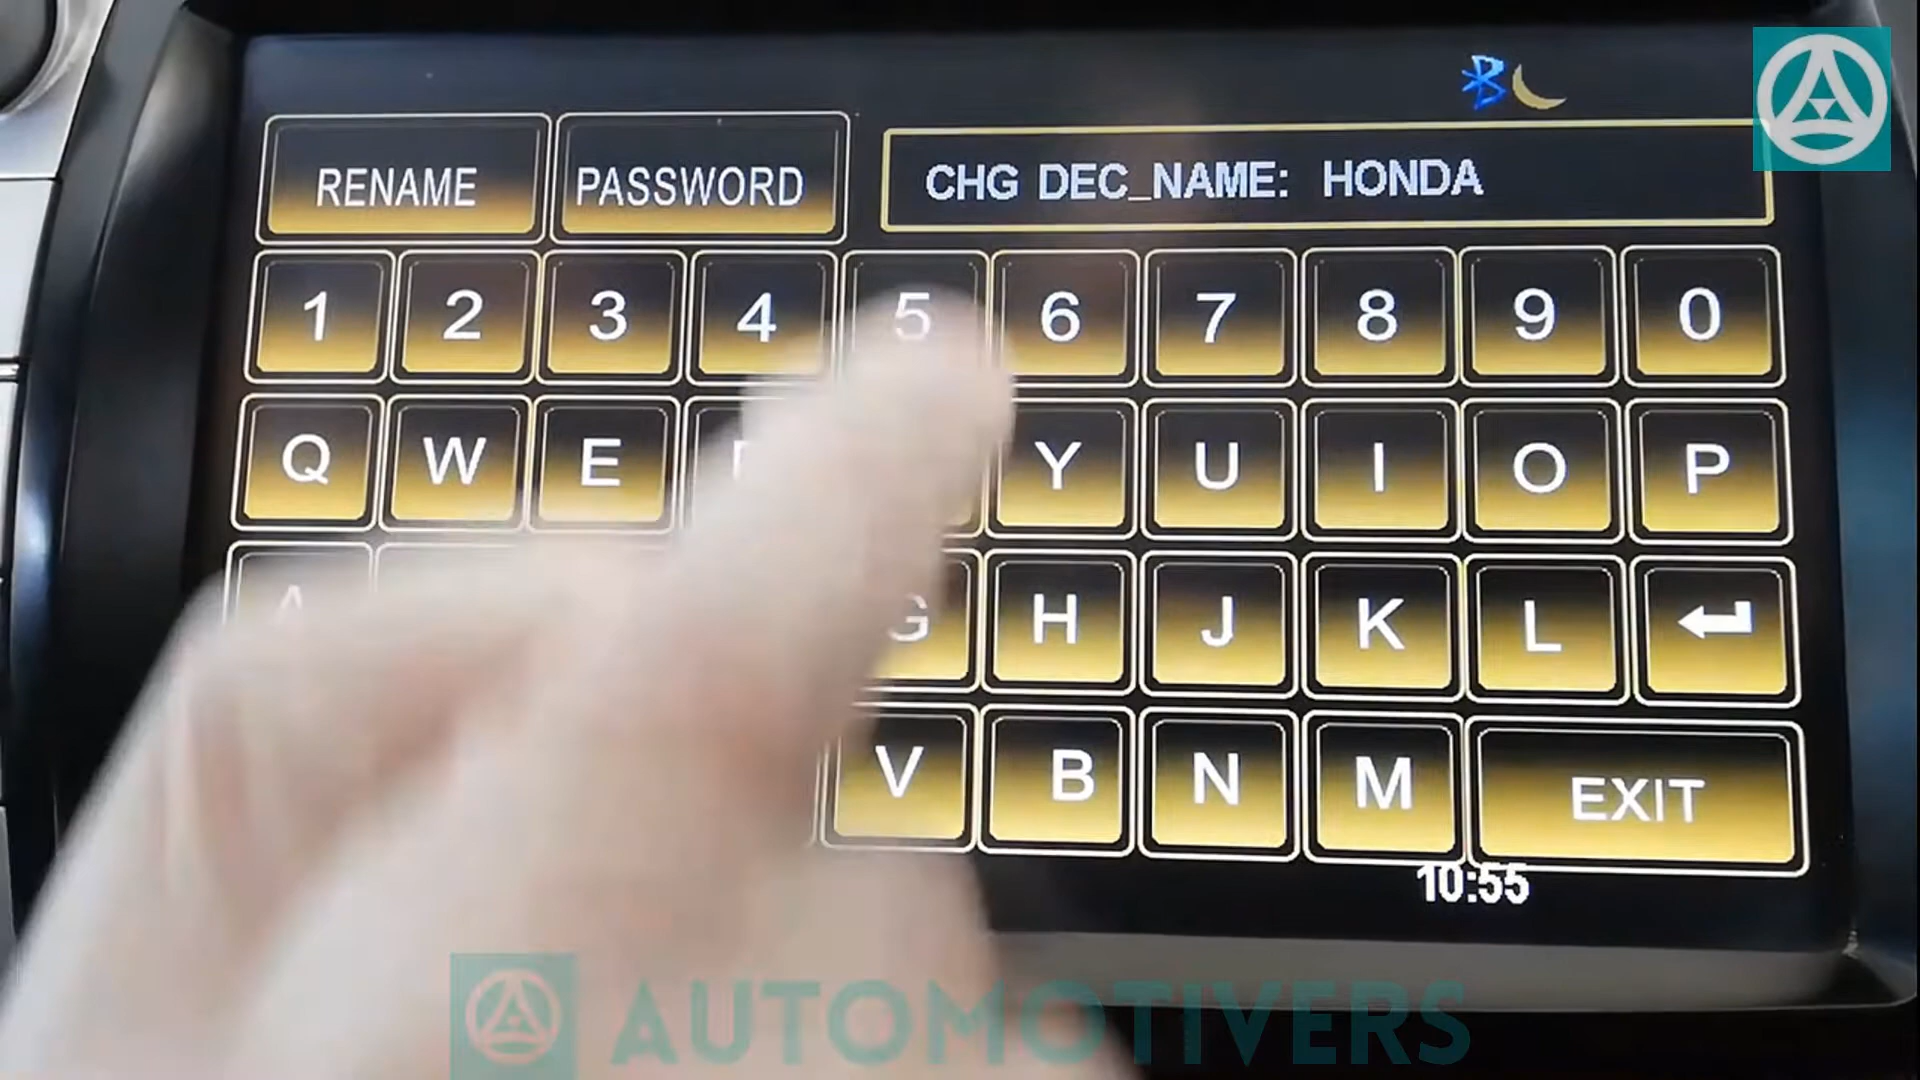 RENAME PASSWORD CHG DEC_NAME: HONDA
1 2 3 4 5 6 7 8 9 0
Q W E Y U I O P
G H J K L
V B N M EXIT
10:55
AUTOMOTIVERS